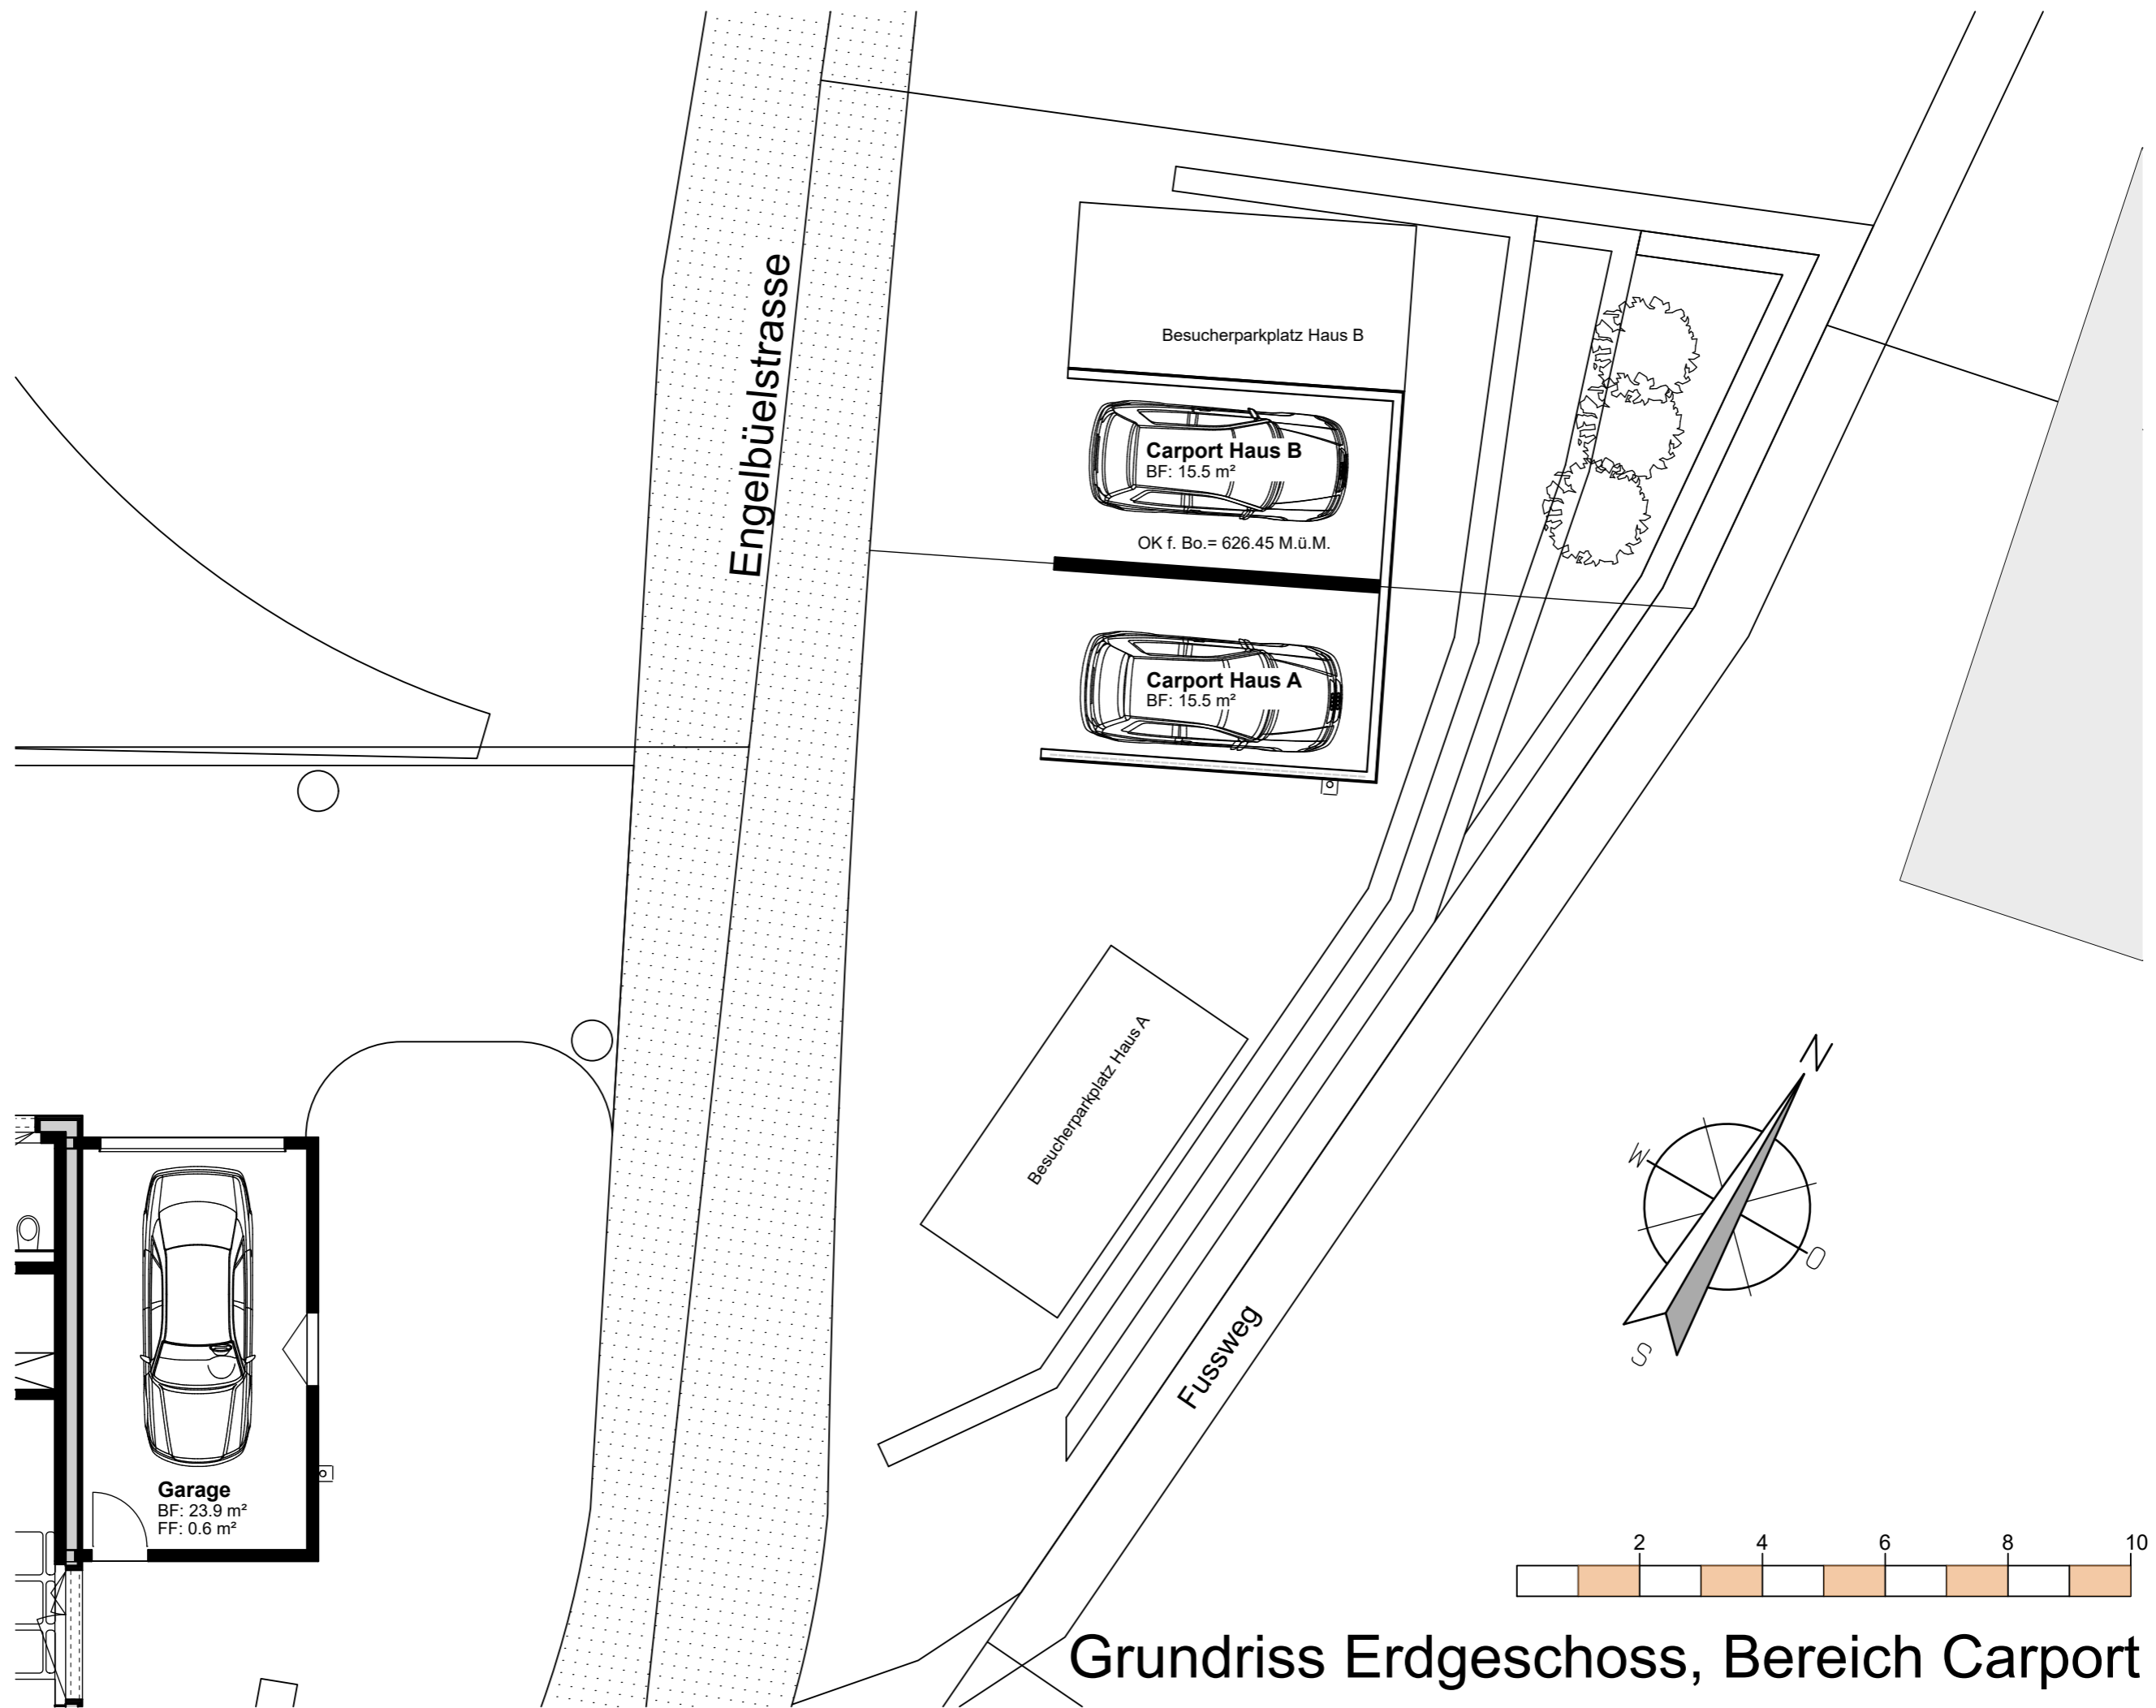 Engelbüelstrasse
Besucherparkplatz Haus B
Carport Haus B
BF: 15.5 m²
OK f. Bo.= 626.45 M.ü.M.
Carport Haus A
BF: 15.5 m²
Besucherparkplatz Haus A
Fussweg
N
W
O
S
Garage
BF: 23.9 m²
FF: 0.6 m²
2 4 6 8 10
Grundriss Erdgeschoss, Bereich Carport